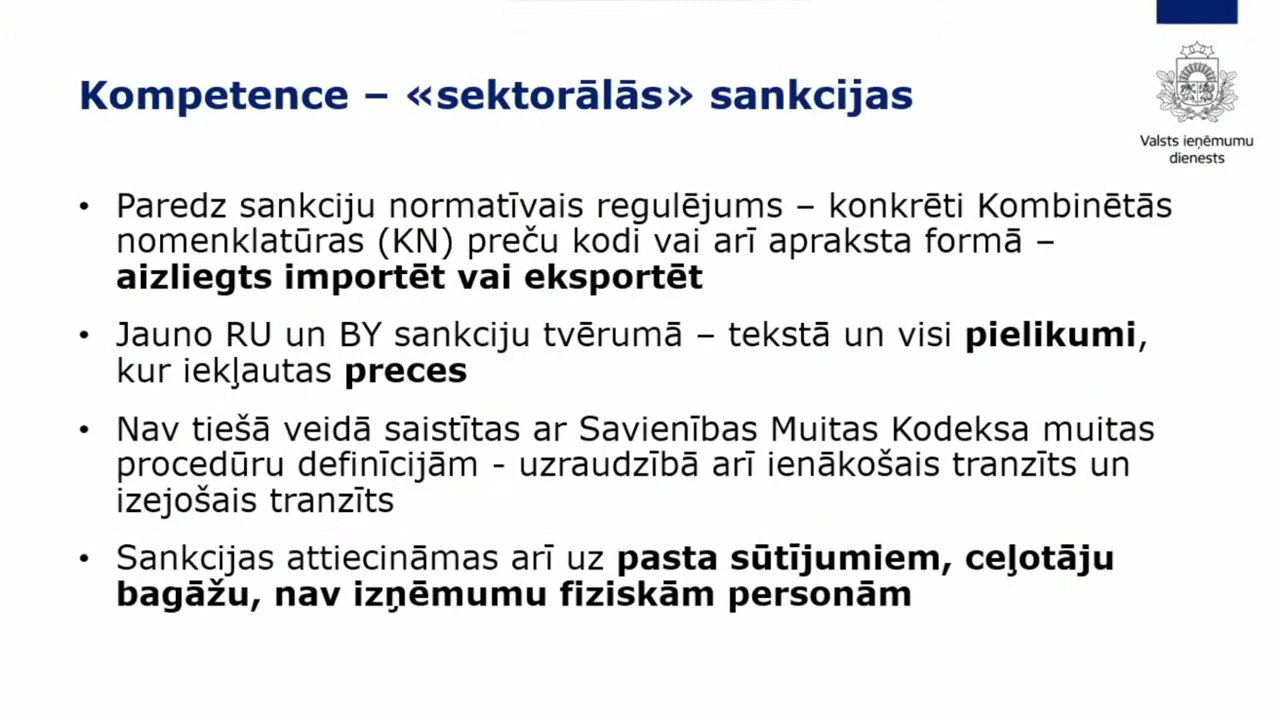 Kompetence – «sektorālās» sankcijas
Valsts ieņēmumu
dienests
• Paredz sankciju normatīvais regulējums – konkrēti Kombinētās
nomenklatūras (KN) preču kodi vai arī apraksta formā –
aizliegts importēt vai eksportēt
• Jauno RU un BY sankciju tvērumā – tekstā un visi pielikumi,
kur iekļautas preces
• Nav tiešā veidā saistītas ar Savienības Muitas Kodeksa muitas
procedūru definīcijām - uzraudzībā arī ienākošais tranzīts un
izejošais tranzīts
• Sankcijas attiecināmas arī uz pasta sūtījumiem, ceļotāju
bagāžu, nav izņēmumu fiziskām personām